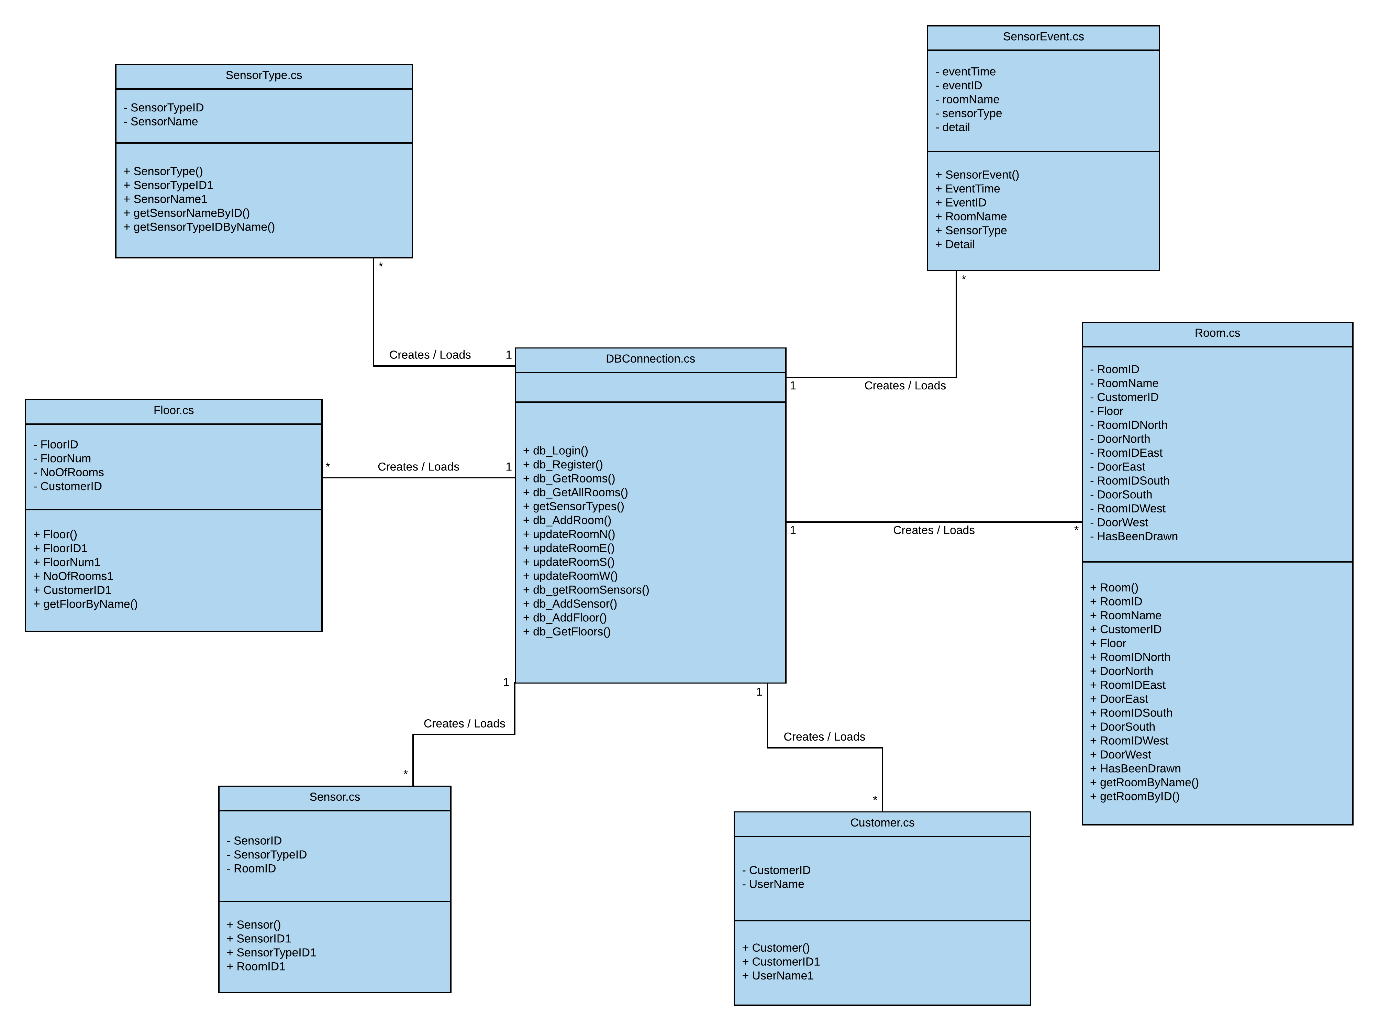 SensorType.cs
- SensorTypeID
- SensorName
+ SensorType()
+ SensorTypeID1
+ SensorName1
+ getSensorNameByID()
+ getSensorTypeIDByName()
*
Creates / Loads
1
SensorEvent.cs
- eventTime
- eventID
- roomName
- sensorType
- detail
+ SensorEvent()
+ EventTime
+ EventID
+ RoomName
+ SensorType
+ Detail
*
1
Creates / Loads
DBConnection.cs
+ db_Login()
+ db_Register()
+ db_GetRooms()
+ db_GetAllRooms()
+ getSensorTypes()
+ db_AddRoom()
+ updateRoomN()
+ updateRoomE()
+ updateRoomS()
+ updateRoomW()
+ db_getRoomSensors()
+ db_AddSensor()
+ db_AddFloor()
+ db_GetFloors()
Floor.cs
- FloorID
- FloorNum
- NoOfRooms
- CustomerID
+ Floor()
+ FloorID1
+ FloorNum1
+ NoOfRooms1
+ CustomerID1
+ getFloorByName()
*
Creates / Loads
1
Room.cs
- RoomID
- RoomName
- CustomerID
- Floor
- RoomIDNorth
- DoorNorth
- RoomIDEast
- DoorEast
- RoomIDSouth
- DoorSouth
- RoomIDWest
- DoorWest
- HasBeenDrawn
+ Room()
+ RoomID
+ RoomName
+ CustomerID
+ Floor
+ RoomIDNorth
+ DoorNorth
+ RoomIDEast
+ DoorEast
+ RoomIDSouth
+ DoorSouth
+ RoomIDWest
+ DoorWest
+ HasBeenDrawn
+ getRoomByName()
+ getRoomByID()
1
Creates / Loads
*
1
Creates / Loads
*
Sensor.cs
- SensorID
- SensorTypeID
- RoomID
+ Sensor()
+ SensorID1
+ SensorTypeID1
+ RoomID1
1
Creates / Loads
*
Customer.cs
- CustomerID
- UserName
+ Customer()
+ CustomerID1
+ UserName1